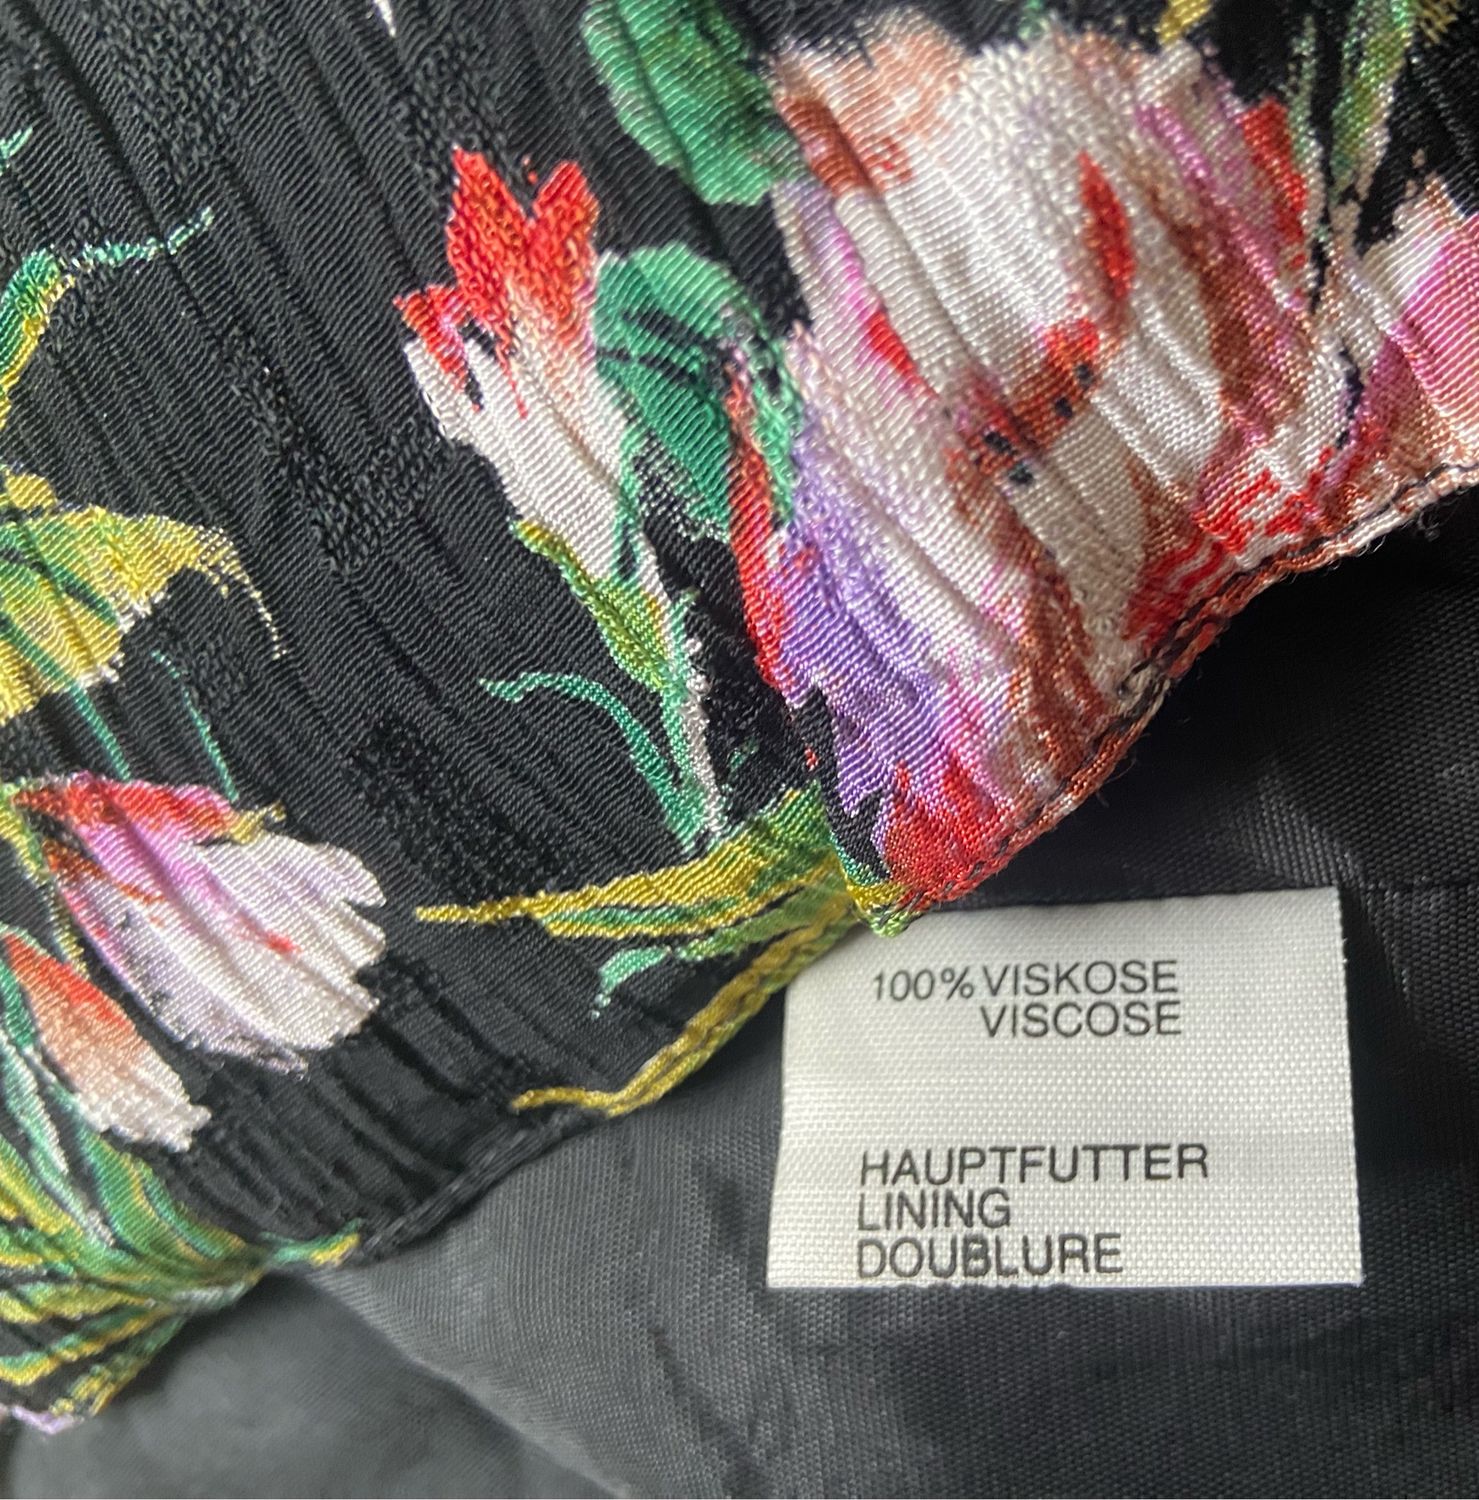 100% VISKOSE
VISCOSE
HAUPTFUTTER
LINING
DOUBLURE